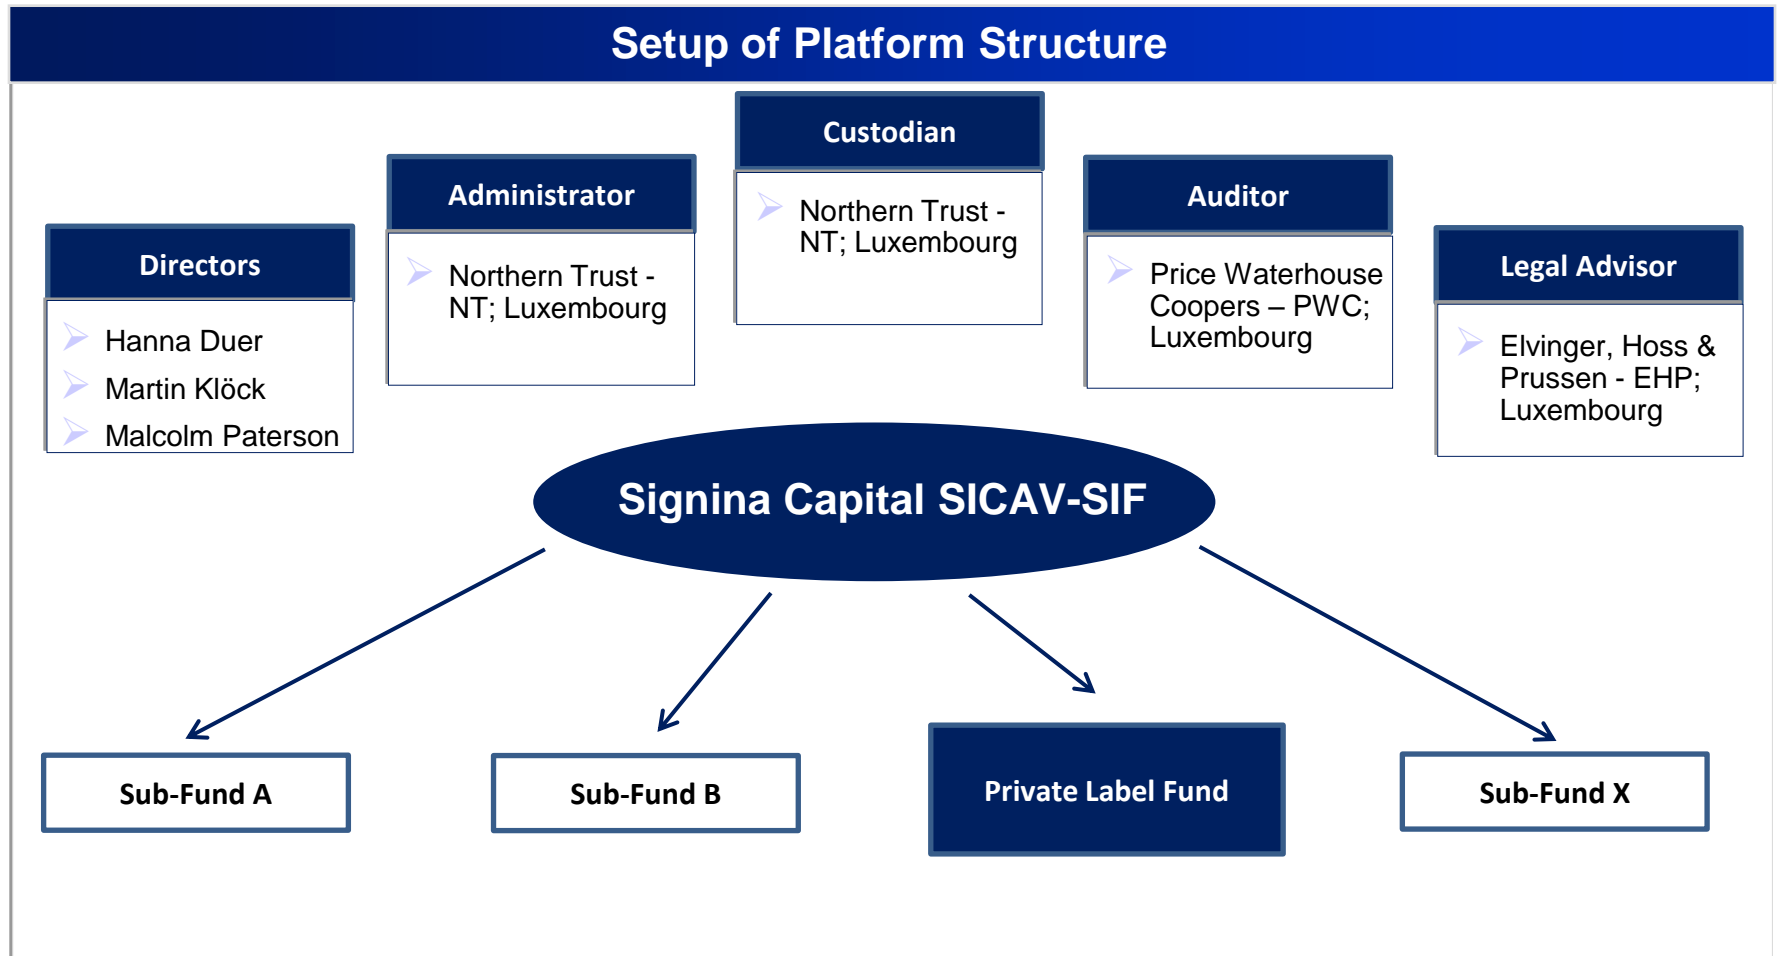 Setup of Platform Structure
Directors
Hanna Duer
Martin Klöck
Malcolm Paterson
Administrator
Northern Trust -
NT; Luxembourg
Custodian
Northern Trust -
NT; Luxembourg
Auditor
Price Waterhouse
Coopers – PWC;
Luxembourg
Legal Advisor
Elvinger, Hoss &
Prussen - EHP;
Luxembourg
Signina Capital SICAV-SIF
Sub-Fund A
Sub-Fund B
Private Label Fund
Sub-Fund X